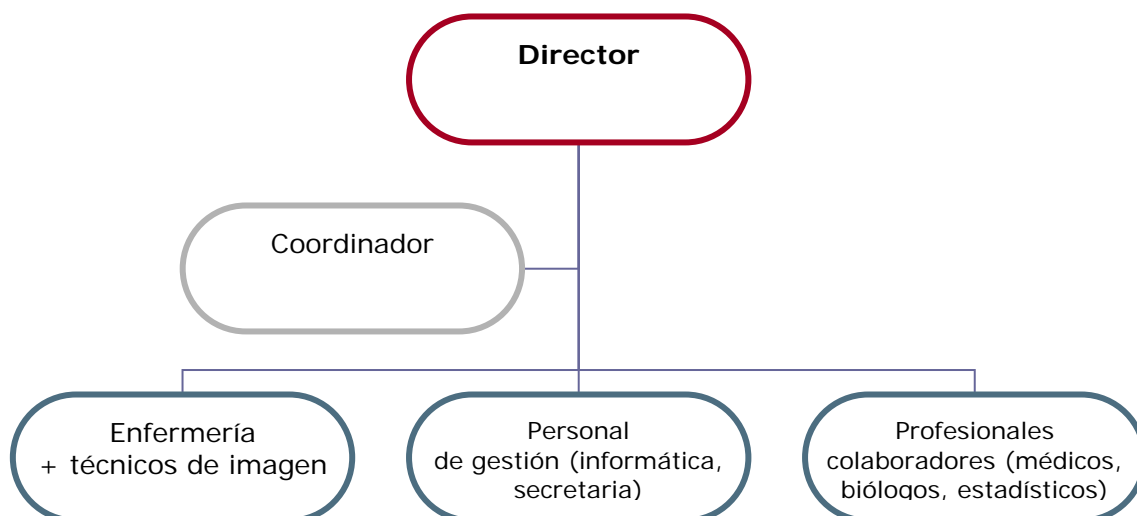 Director
Coordinador
Enfermería
+ técnicos de imagen
Personal
de gestión (informática,
secretaria)
Profesionales
colaboradores (médicos,
biólogos, estadísticos)